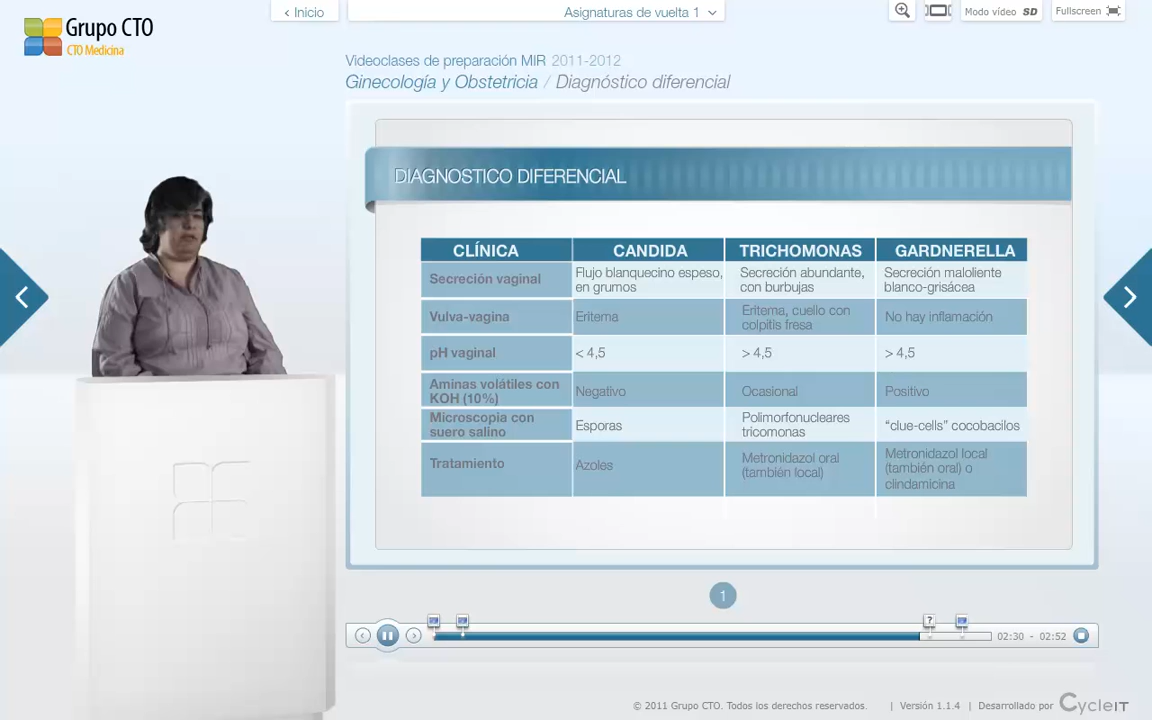 Grupo CTO
CTO Medicina
‹ Inicio
Asignaturas de vuelta 1
Modo vídeo SD
Fullscreen
Videoclases de preparación MIR 2011-2012
Ginecología y Obstetricia / Diagnóstico diferencial
DIAGNOSTICO DIFERENCIAL
CLÍNICA CANDIDA TRICHOMONAS GARDNERELLA
Secreción vaginal
Flujo blanquecino espeso,
en grumos
Secreción abundante,
con burbujas
Secreción maloliente
blanco-grisácea
Vulva-vagina
Eritema
Eritema, cuello con
colpitis fresa
No hay inflamación
pH vaginal
< 4,5
> 4,5
> 4,5
Aminas volátiles con
KOH (10%)
Negativo
Ocasional
Positivo
Microscopia con
suero salino
Esporas
Polimorfonucleares
tricomonas
“clue-cells” cocobacilos
Tratamiento
Azoles
Metronidazol oral
(también local)
Metronidazol local
(también oral) o
clindamicina
1
?
02:30 - 02:52
© 2011 Grupo CTO. Todos los derechos reservados. | Versión 1.1.4 | Desarrollado por CycleIT